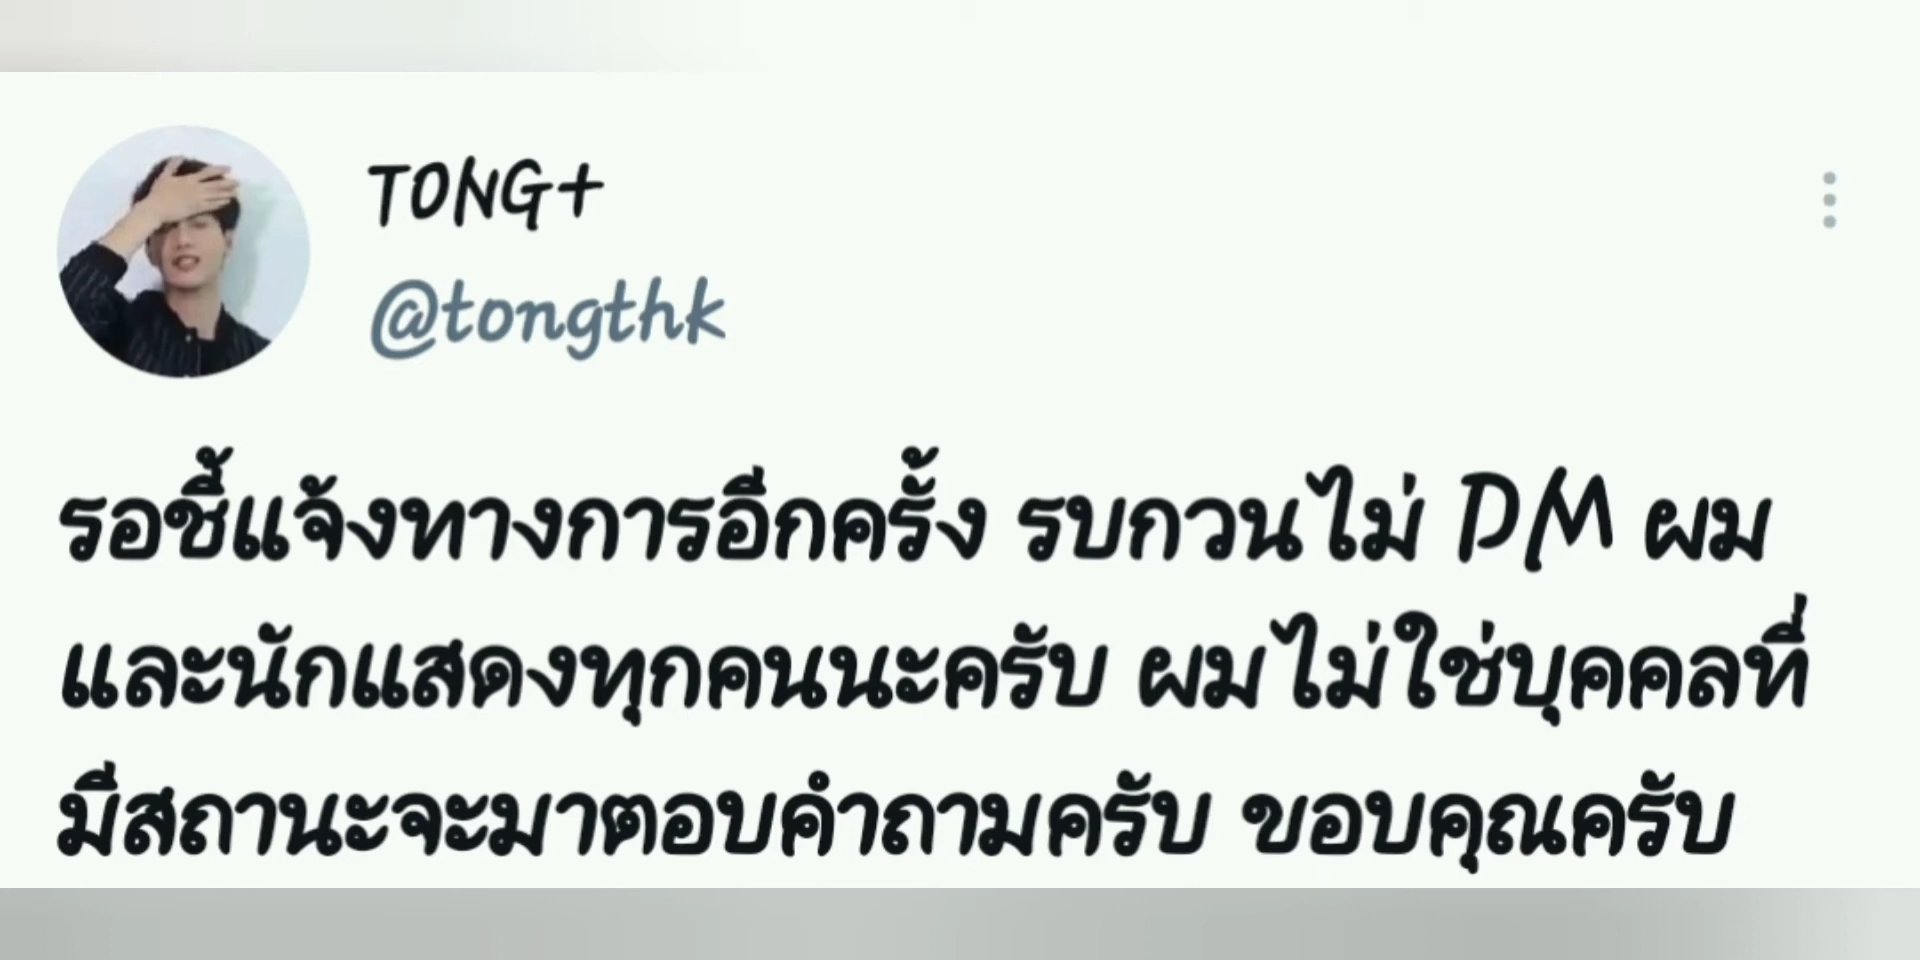 TONG+
@tongthk
รอชี้แจ้งทางการอีกครั้ง รบกวนไม่ DM ผม
และนักแสดงทุกคนนะครับ ผมไม่ใช่บุคคลที่
มีสถานะจะมาตอบคำถามครับ ขอบคุณครับ